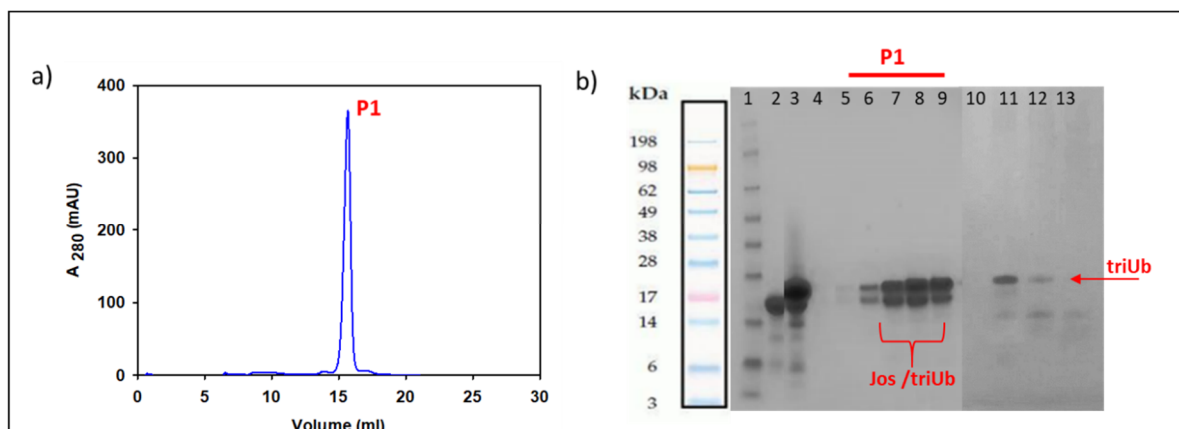 a)
400
300
200
100
0
A 280 (mAU)
P1
0 5 10 15 20 25 30
Volume (ml)
b)
P1
kDa
1 2 3 4 5 6 7 8 9 10 11 12 13
198
98
62
49
38
28
17
14
6
3
triUb
Jos /triUb